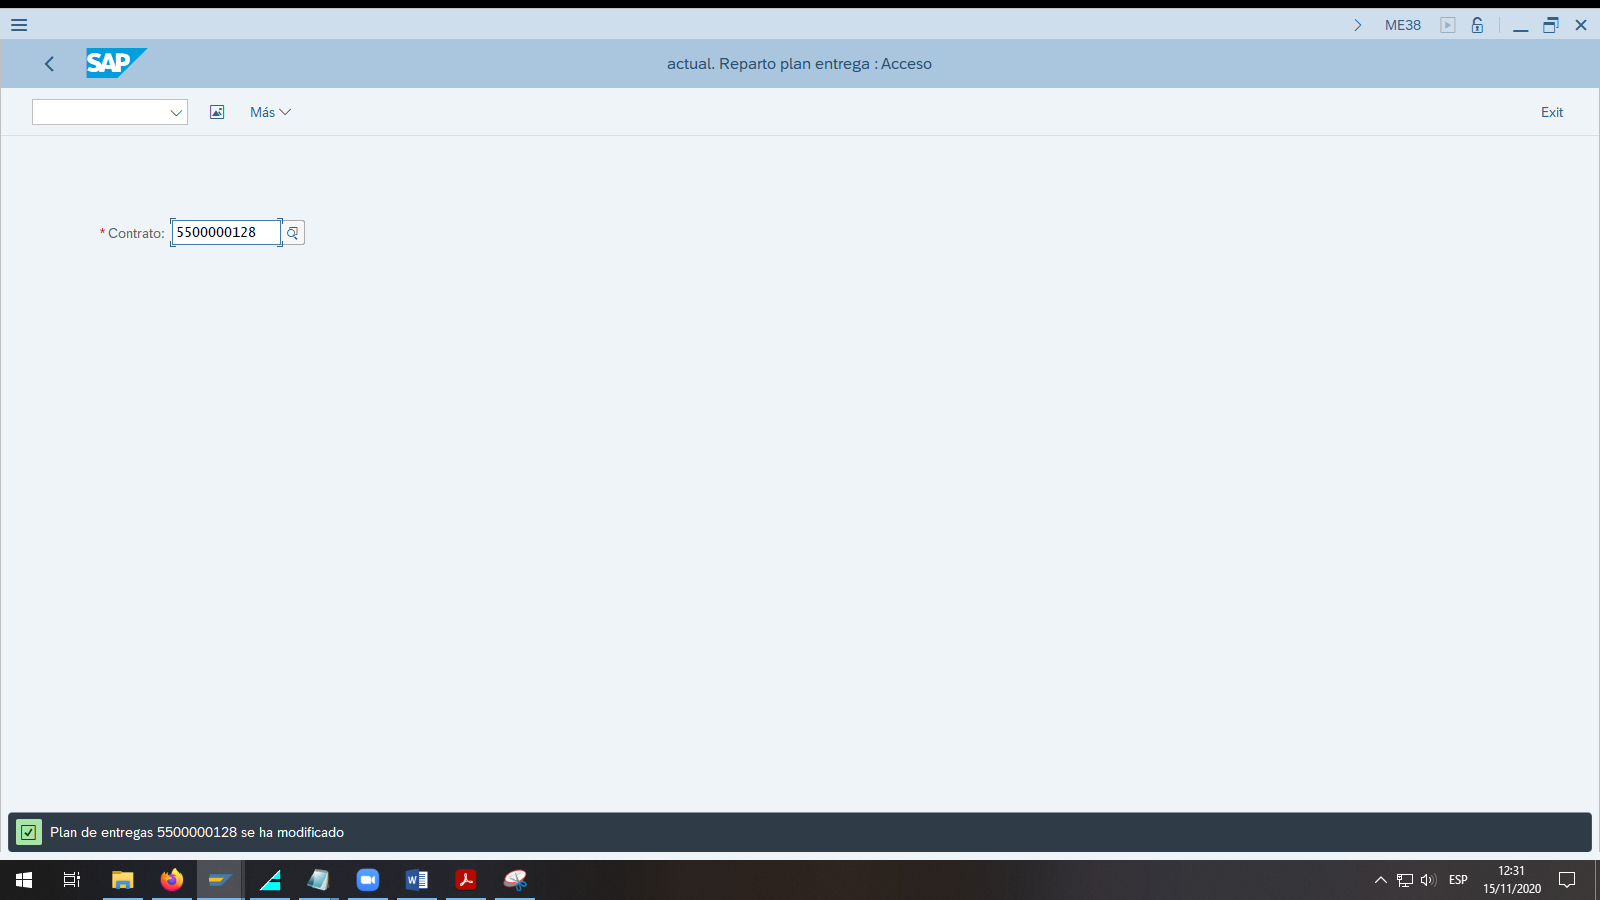 ME38
SAP
actual. Reparto plan entrega : Acceso
Más
Exit
* Contrato: 5500000128
Plan de entregas 5500000128 se ha modificado
ESP
12:31
15/11/2020